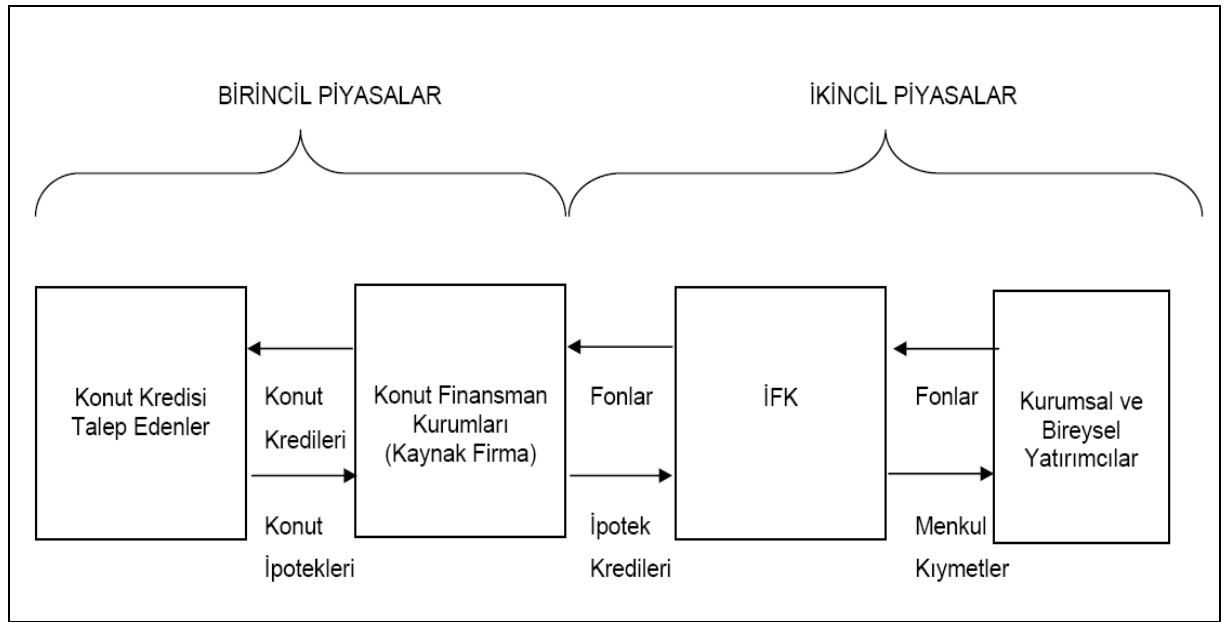 BİRİNCİL PİYASALAR
İKİNCİL PİYASALAR
Konut Kredisi
Talep Edenler
Konut
Kredileri
Konut
İpotekleri
Konut Finansman
Kurumları
(Kaynak Firma)
Fonlar
İpotek
Kredileri
İFK
Fonlar
Menkul
Kıymetler
Kurumsal ve
Bireysel
Yatırımcılar